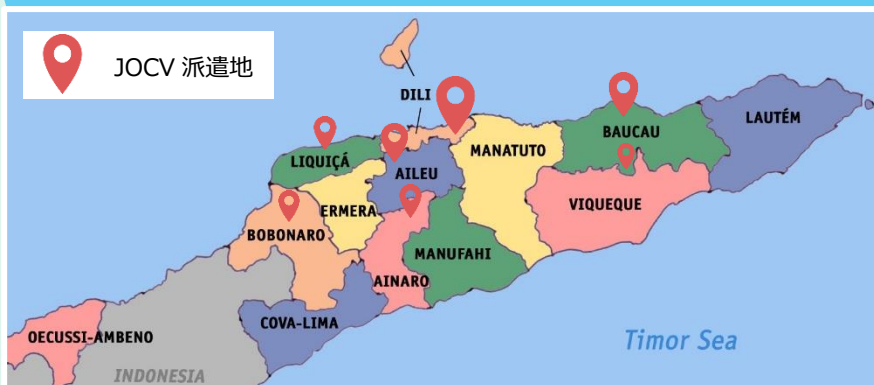 JOCV 派遣地
DILI
LAUTÉM
BAUCAU
MANATUTO
LIQUIÇÁ
AILEU
VIQUEQUE
ERMERA
BOBONARO
MANUFAHI
AINARO
COVA-LIMA
OECUSSI-AMBENO
Timor Sea
INDONESIA